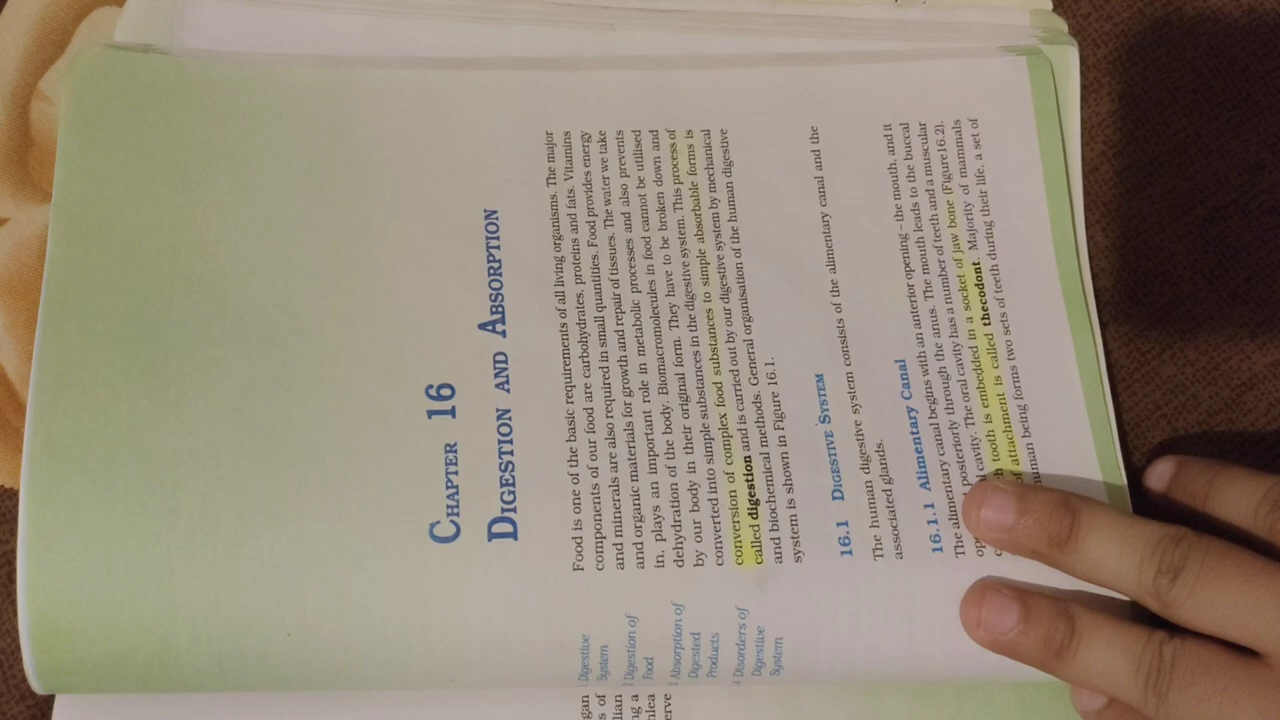 CHAPTER 16
DIGESTION AND ABSORPTION
Digestive
System
Digestion of
Food
Absorption of
Digested
Products
Disorders of
Digestive
System
Food is one of the basic requirements of all living organisms. The major
components of our food are carbohydrates, proteins and fats. Vitamins
and minerals are also required in small quantities. Food provides energy
and organic materials for growth and repair of tissues. The water we take
in, plays an important role in metabolic processes and also prevents
dehydration of the body. Biomacromolecules in food cannot be utilised
by our body in their original form. They have to be broken down and
converted into simple substances in the digestive system. This process of
conversion of complex food substances to simple absorbable forms is
called digestion and is carried out by our digestive system by mechanical
and biochemical methods. General organisation of the human digestive
system is shown in Figure 16.1.
16.1 DIGESTIVE SYSTEM
The human digestive system consists of the alimentary canal and the
associated glands.
16.1.1 Alimentary Canal
The alimentary canal begins with an anterior opening – the mouth, and it
posteriorly through the anus. The mouth leads to the buccal
cavity. The oral cavity has a number of teeth and a muscular
tooth is embedded in a socket of jaw bone (Figure 16.2).
attachment is called thecodont. Majority of mammals
human being forms two sets of teeth during their life, a set of
gan
s of
lian
ng a
hlea
erve